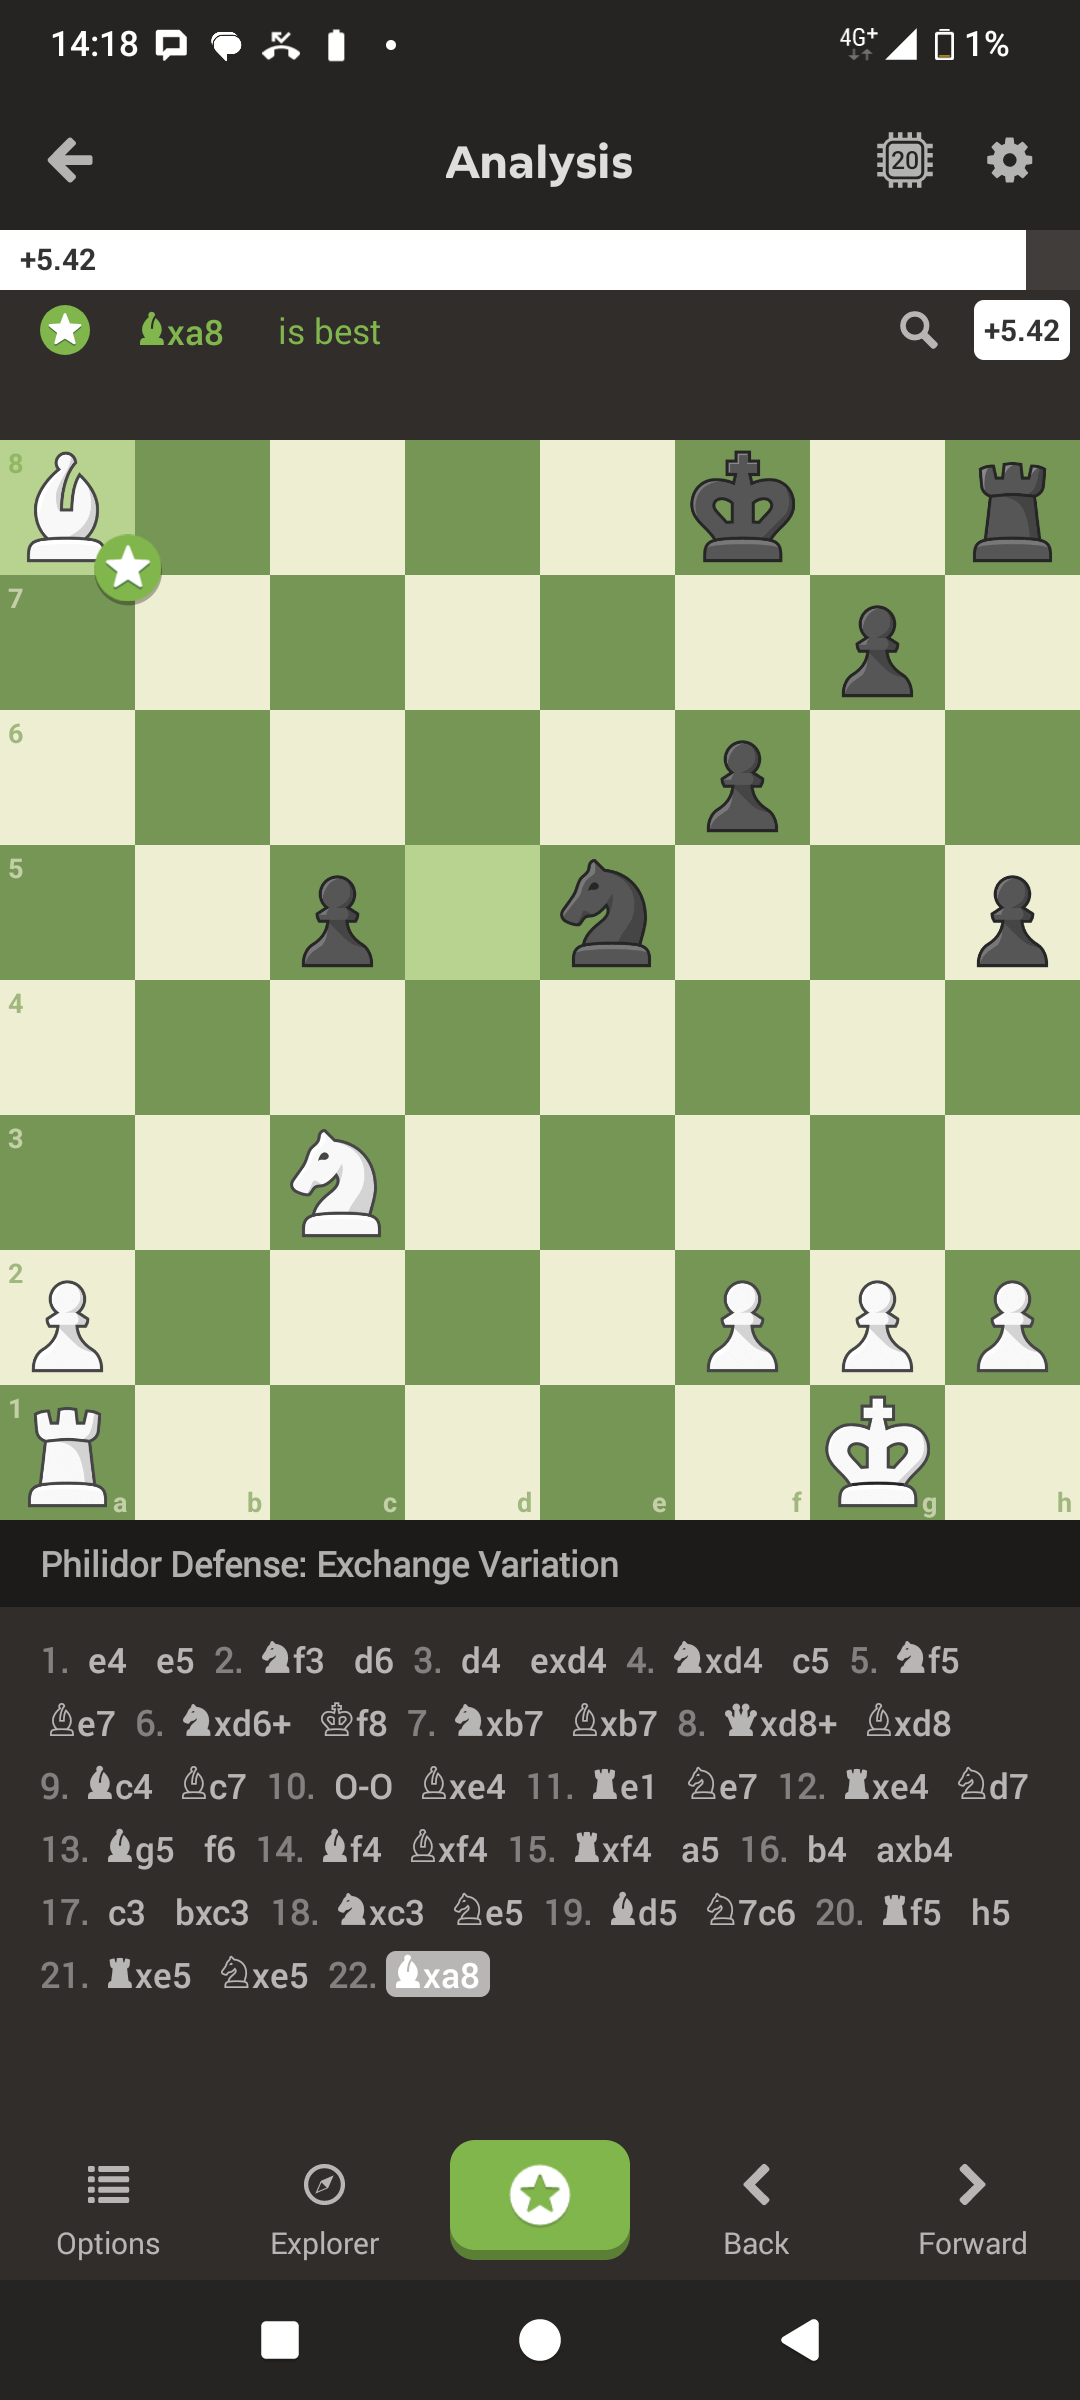 14:18 4G+ 1%
Analysis 20
+5.42
xa8 is best +5.42
8
7
6
5
4
3
2
1
a b c d e f g h
Philidor Defense: Exchange Variation
1. e4 e5 2. ♞f3 d6 3. d4 exd4 4. ♞xd4 c5 5. ♞f5
♗e7 6. ♞xd6+ ♔f8 7. ♞xb7 ♗xb7 8. ♛xd8+ ♗xd8
9. ♝c4 ♗c7 10. O-O ♗xe4 11. ♜e1 ♘e7 12. ♜xe4 ♘d7
13. ♝g5 f6 14. ♝f4 ♗xf4 15. ♜xf4 a5 16. b4 axb4
17. c3 bxc3 18. ♞xc3 ♘e5 19. ♝d5 ♘7c6 20. ♜f5 h5
21. ♜xe5 ♘xe5 22. ♝xa8
Options Explorer Back Forward